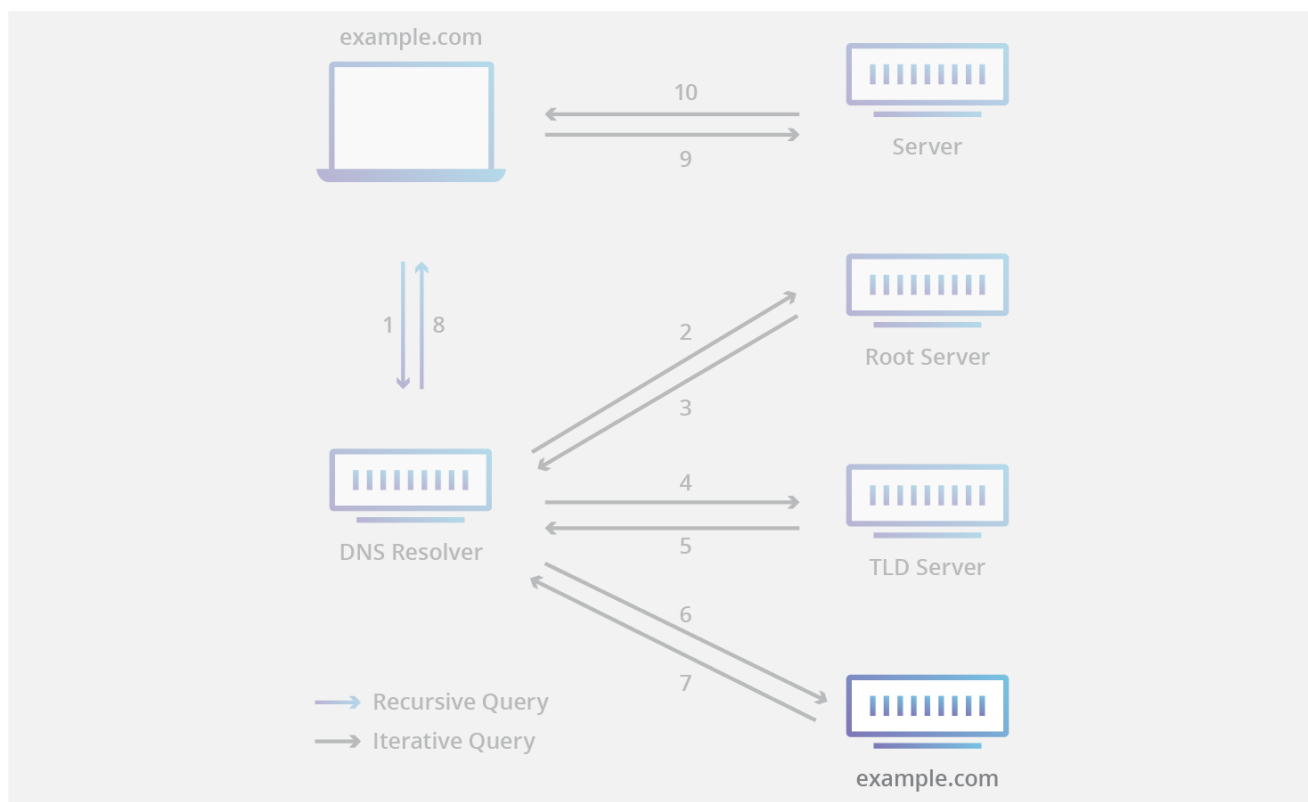 example.com
10
9
Server
1
8
2
3
Root Server
4
5
DNS Resolver
TLD Server
6
7
Recursive Query
Iterative Query
example.com